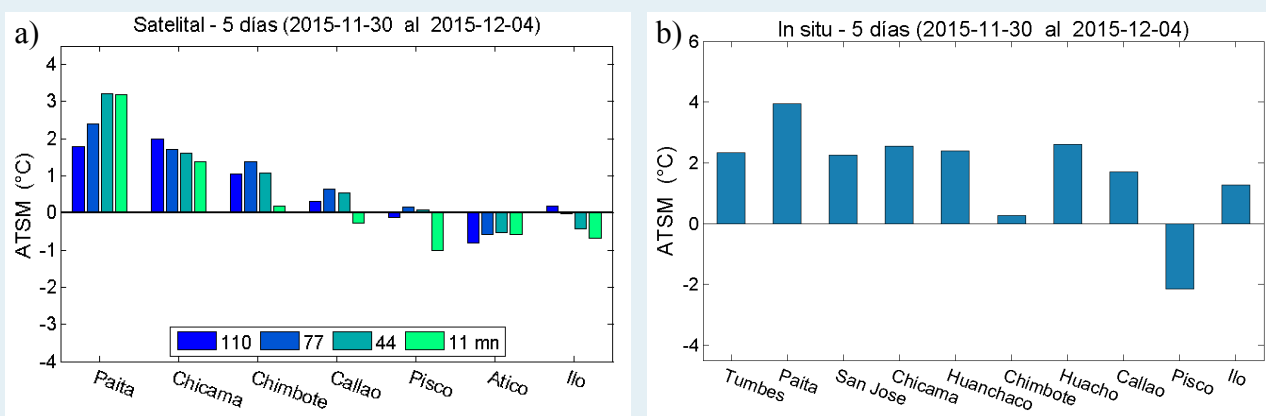 a)
Satelital - 5 días (2015-11-30 al 2015-12-04)
ATSM (°C)
4
3
2
1
0
-1
-2
-3
-4
110
77
44
11 mn
Paita
Chicama
Chimbote
Callao
Pisco
Atico
Ilo
b)
In situ - 5 días (2015-11-30 al 2015-12-04)
ATSM (°C)
6
4
2
0
-2
-4
Tumbes
Paita
San Jose
Chicama
Huanchaco
Chimbote
Huacho
Callao
Pisco
Ilo